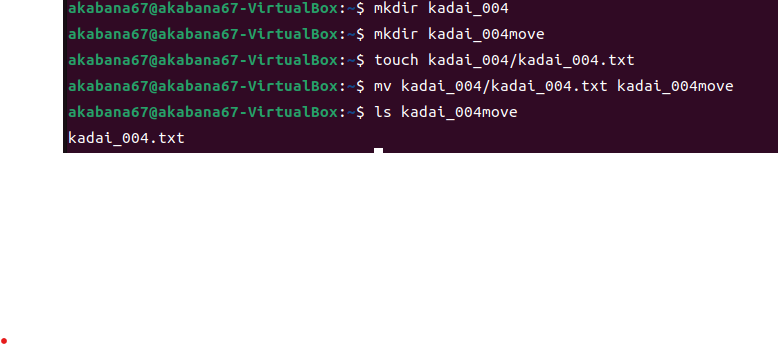 akabana67@akabana67-VirtualBox:~$ mkdir kadai_004
akabana67@akabana67-VirtualBox:~$ mkdir kadai_004move
akabana67@akabana67-VirtualBox:~$ touch kadai_004/kadai_004.txt
akabana67@akabana67-VirtualBox:~$ mv kadai_004/kadai_004.txt kadai_004move
akabana67@akabana67-VirtualBox:~$ ls kadai_004move
kadai_004.txt